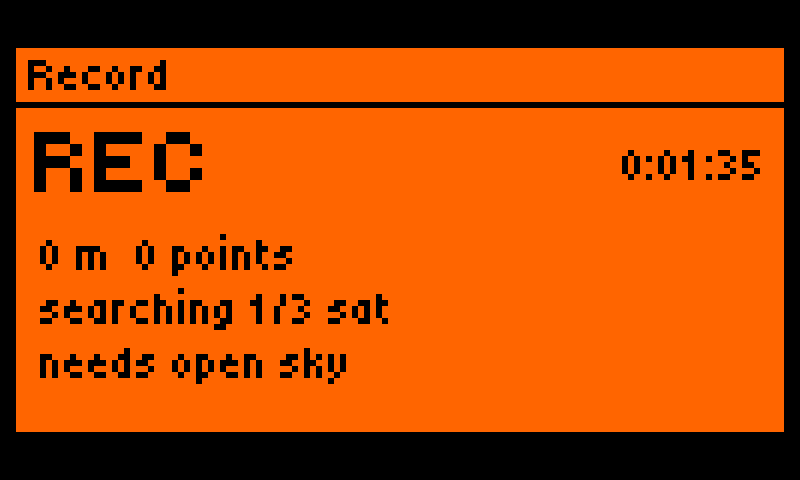 Record
REC 0:01:35
0 m 0 points
searching 1/3 sat
needs open sky